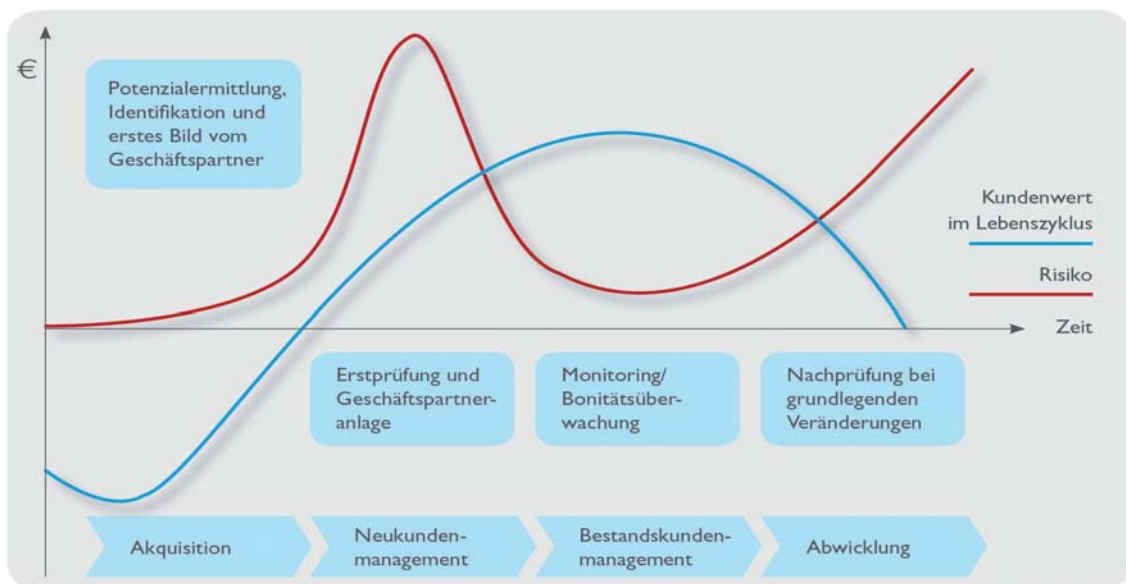 €
Potenzialermittlung,
Identifikation und
erstes Bild vom
Geschäftspartner
Kundenwert
im Lebenszyklus
Risiko
Zeit
Erstprüfung und
Geschäftspartner-
anlage
Monitoring/
Bonitätsüber-
wachung
Nachprüfung bei
grundlegenden
Veränderungen
Akquisition
Neukunden-
management
Bestandskunden-
management
Abwicklung